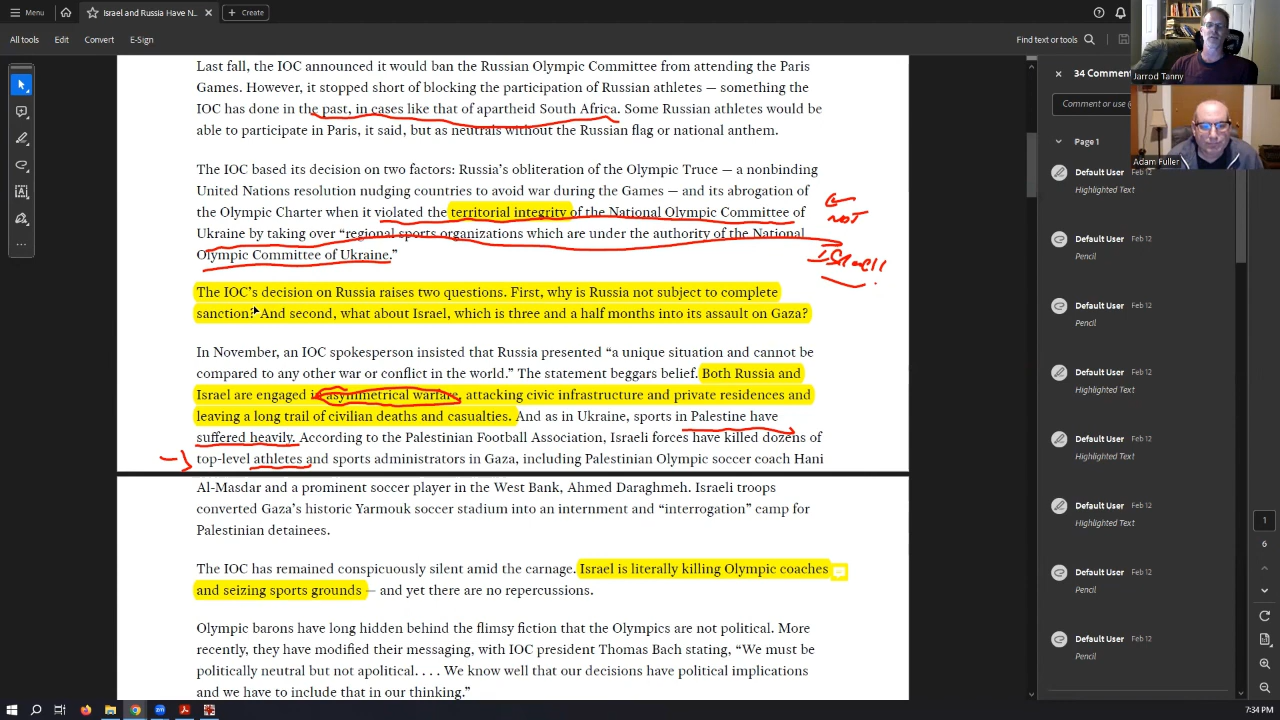 Menu
Israel and Russia Have N...
Create
All tools
Edit
Convert
E-Sign
Find text or tools
Jarrod Tanny
Adam Fuller
Last fall, the IOC announced it would ban the Russian Olympic Committee from attending the Paris
Games. However, it stopped short of blocking the participation of Russian athletes — something the
IOC has done in the past, in cases like that of apartheid South Africa. Some Russian athletes would be
able to participate in Paris, it said, but as neutrals without the Russian flag or national anthem.
The IOC based its decision on two factors: Russia’s obliteration of the Olympic Truce — a nonbinding
United Nations resolution nudging countries to avoid war during the Games — and its abrogation of
the Olympic Charter when it violated the territorial integrity of the National Olympic Committee of
Ukraine by taking over “regional sports organizations which are under the authority of the National
Olympic Committee of Ukraine.”
NOT
The IOC’s decision on Russia raises two questions. First, why is Russia not subject to complete
sanction? And second, what about Israel, which is three and a half months into its assault on Gaza?
In November, an IOC spokesperson insisted that Russia presented “a unique situation and cannot be
compared to any other war or conflict in the world.” The statement beggars belief. Both Russia and
Israel are engaged in asymmetrical warfare, attacking civic infrastructure and private residences and
leaving a long trail of civilian deaths and casualties. And as in Ukraine, sports in Palestine have
suffered heavily. According to the Palestinian Football Association, Israeli forces have killed dozens of
top-level athletes and sports administrators in Gaza, including Palestinian Olympic soccer coach Hani
Al-Masdar and a prominent soccer player in the West Bank, Ahmed Daraghmeh. Israeli troops
converted Gaza’s historic Yarmouk soccer stadium into an internment and “interrogation” camp for
Palestinian detainees.
The IOC has remained conspicuously silent amid the carnage. Israel is literally killing Olympic coaches
and seizing sports grounds — and yet there are no repercussions.
Olympic barons have long hidden behind the flimsy fiction that the Olympics are not political. More
recently, they have modified their messaging, with IOC president Thomas Bach stating, “We must be
politically neutral but not apolitical. . . . We know well that our decisions have political implications
and we have to include that in our thinking.”
34 Comme
Comment or use @
Page 1
Default User Feb 12
Highlighted Text
Default User Feb 12
Pencil
Default User Feb 12
Pencil
Default User Feb 12
Highlighted Text
Default User Feb 12
Highlighted Text
Default User Feb 12
Highlighted Text
Default User Feb 12
Pencil
Default User Feb 12
Pencil
1
6
7:34 PM